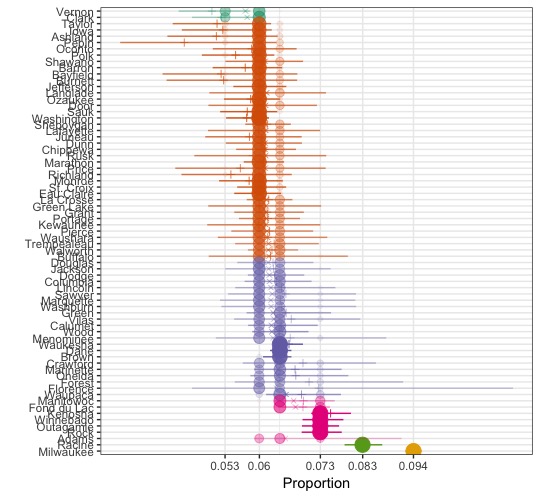 Vernon
Clark
Taylor
Iowa
Ashland
Pepin
Oconto
Polk
Shawano
Barron
Bayfield
Burnett
Jefferson
Langlade
Ozaukee
Door
Sauk
Washington
Sheboygan
Lafayette
Juneau
Dunn
Chippewa
Rusk
Marathon
Price
Richland
Monroe
St. Croix
Eau Claire
La Crosse
Green Lake
Grant
Portage
Kewaunee
Pierce
Waushara
Trempealeau
Walworth
Buffalo
Douglas
Jackson
Dodge
Columbia
Lincoln
Sawyer
Marquette
Washburn
Green
Vilas
Calumet
Wood
Menominee
Waukesha
Dane
Brown
Crawford
Marinette
Oneida
Forest
Florence
Waupaca
Manitowoc
Fond du Lac
Kenosha
Winnebago
Outagamie
Rock
Adams
Racine
Milwaukee
0.053 0.06 0.073 0.083 0.094
Proportion